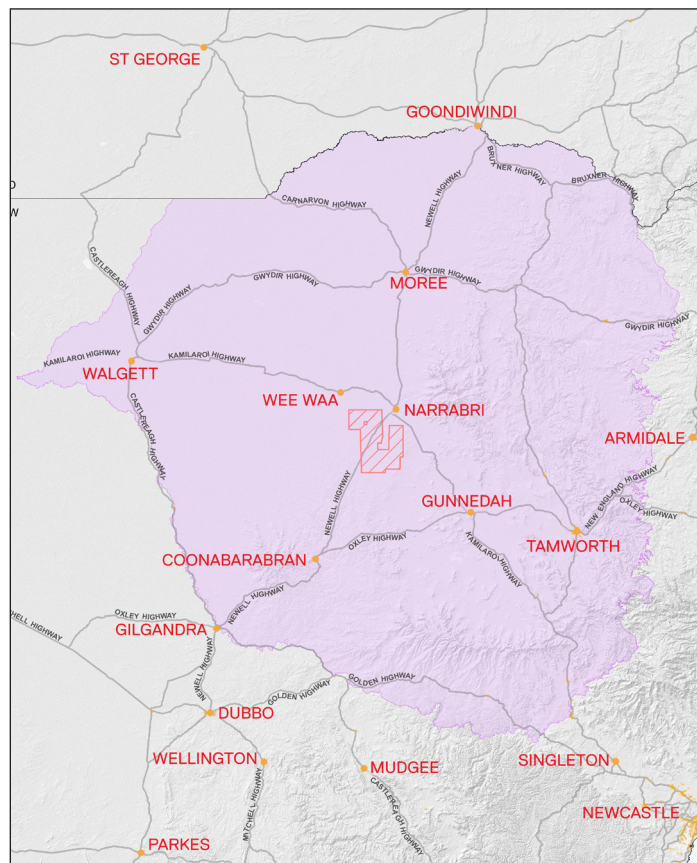 ST GEORGE
GOONDIWINDI
BRUXNER HIGHWAY
BRUXNER HIGHWAY
NEWELL HIGHWAY
W
CARNARVON HIGHWAY
CASTLEREAGH HIGHWAY
GWYDIR HIGHWAY
GWYDIR HIGHWAY
GWYDIR HIGHWAY
MOREE
GWYDIR HIGHWAY
KAMILAROI HIGHWAY
KAMILAROI HIGHWAY
WALGETT
WEE WAA
NARRABRI
CASTLEREAGH HIGHWAY
ARMIDALE
NEWELL HIGHWAY
GUNNEDAH
NEW ENGLAND HIGHWAY
OXLEY HIGHWAY
OXLEY HIGHWAY
TAMWORTH
COONABARABRAN
KAMILAROI HIGHWAY
NEWELL HIGHWAY
OXLEY HIGHWAY
CHELL HIGHWAY
GILGANDRA
NEWELL HIGHWAY
GOLDEN HIGHWAY
GOLDEN HIGHWAY
DUBBO
WELLINGTON
MUDGEE
SINGLETON
CASTLEREAGH HIGHWAY
MITCHELL HIGHWAY
NEWCASTLE
PARKES